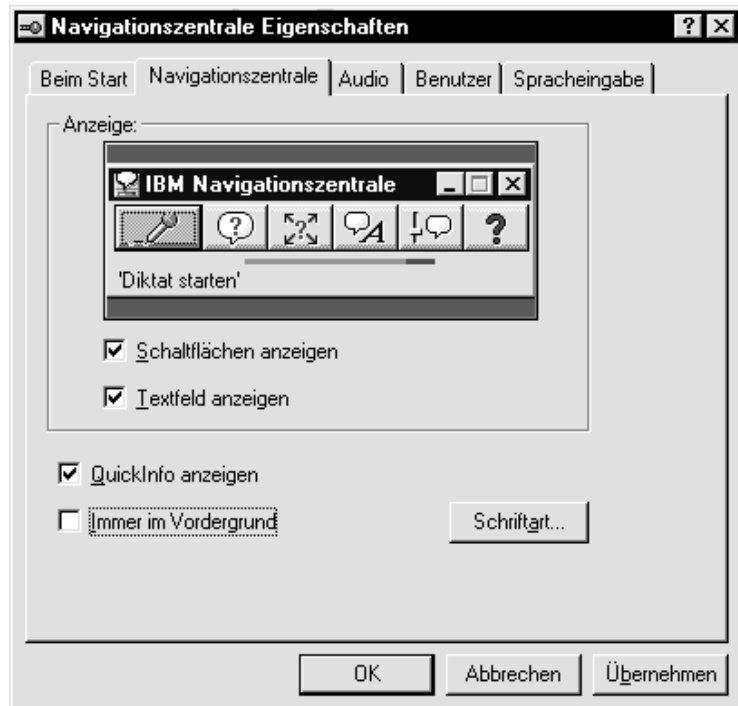 Navigationszentrale Eigenschaften
Beim Start Navigationszentrale Audio Benutzer Spracheingabe
Anzeige:
IBM Navigationszentrale
'Diktat starten'
Schaltflächen anzeigen
Textfeld anzeigen
QuickInfo anzeigen
Immer im Vordergrund Schriftart...
OK Abbrechen Übernehmen